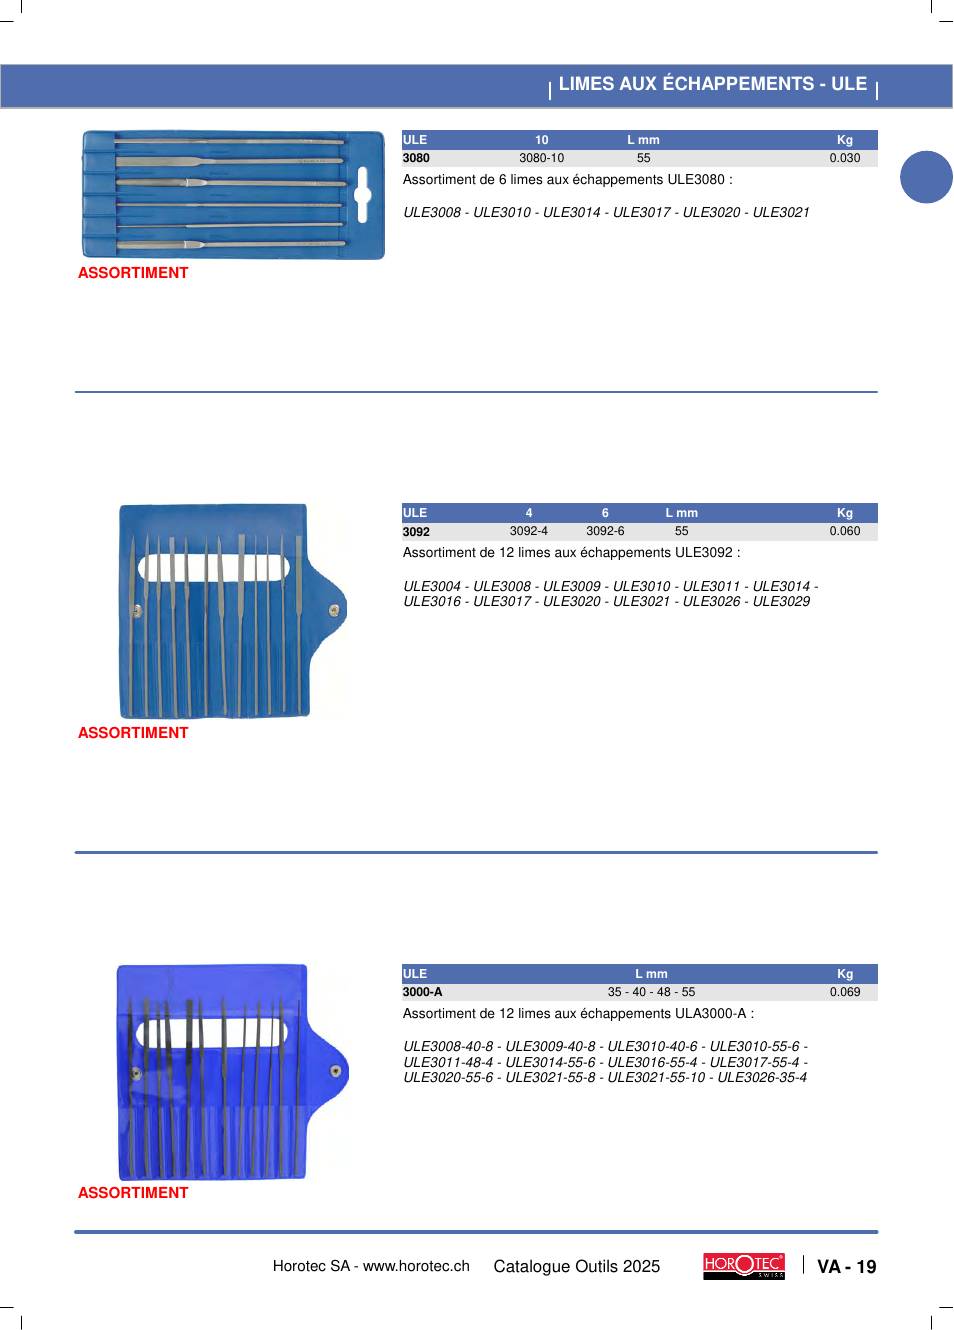 LIMES AUX ÉCHAPPEMENTS - ULE
ULE 10 L mm Kg
3080 3080-10 55 0.030
Assortiment de 6 limes aux échappements ULE3080 :
ULE3008 - ULE3010 - ULE3014 - ULE3017 - ULE3020 - ULE3021
ASSORTIMENT
ULE 4 6 L mm Kg
3092 3092-4 3092-6 55 0.060
Assortiment de 12 limes aux échappements ULE3092 :
ULE3004 - ULE3008 - ULE3009 - ULE3010 - ULE3011 - ULE3014 -
ULE3016 - ULE3017 - ULE3020 - ULE3021 - ULE3026 - ULE3029
ASSORTIMENT
ULE L mm Kg
3000-A 35 - 40 - 48 - 55 0.069
Assortiment de 12 limes aux échappements ULA3000-A :
ULE3008-40-8 - ULE3009-40-8 - ULE3010-40-6 - ULE3010-55-6 -
ULE3011-48-4 - ULE3014-55-6 - ULE3016-55-4 - ULE3017-55-4 -
ULE3020-55-6 - ULE3021-55-8 - ULE3021-55-10 - ULE3026-35-4
ASSORTIMENT
Horotec SA - www.horotec.ch Catalogue Outils 2025 HOROTEC® SWISS VA - 19